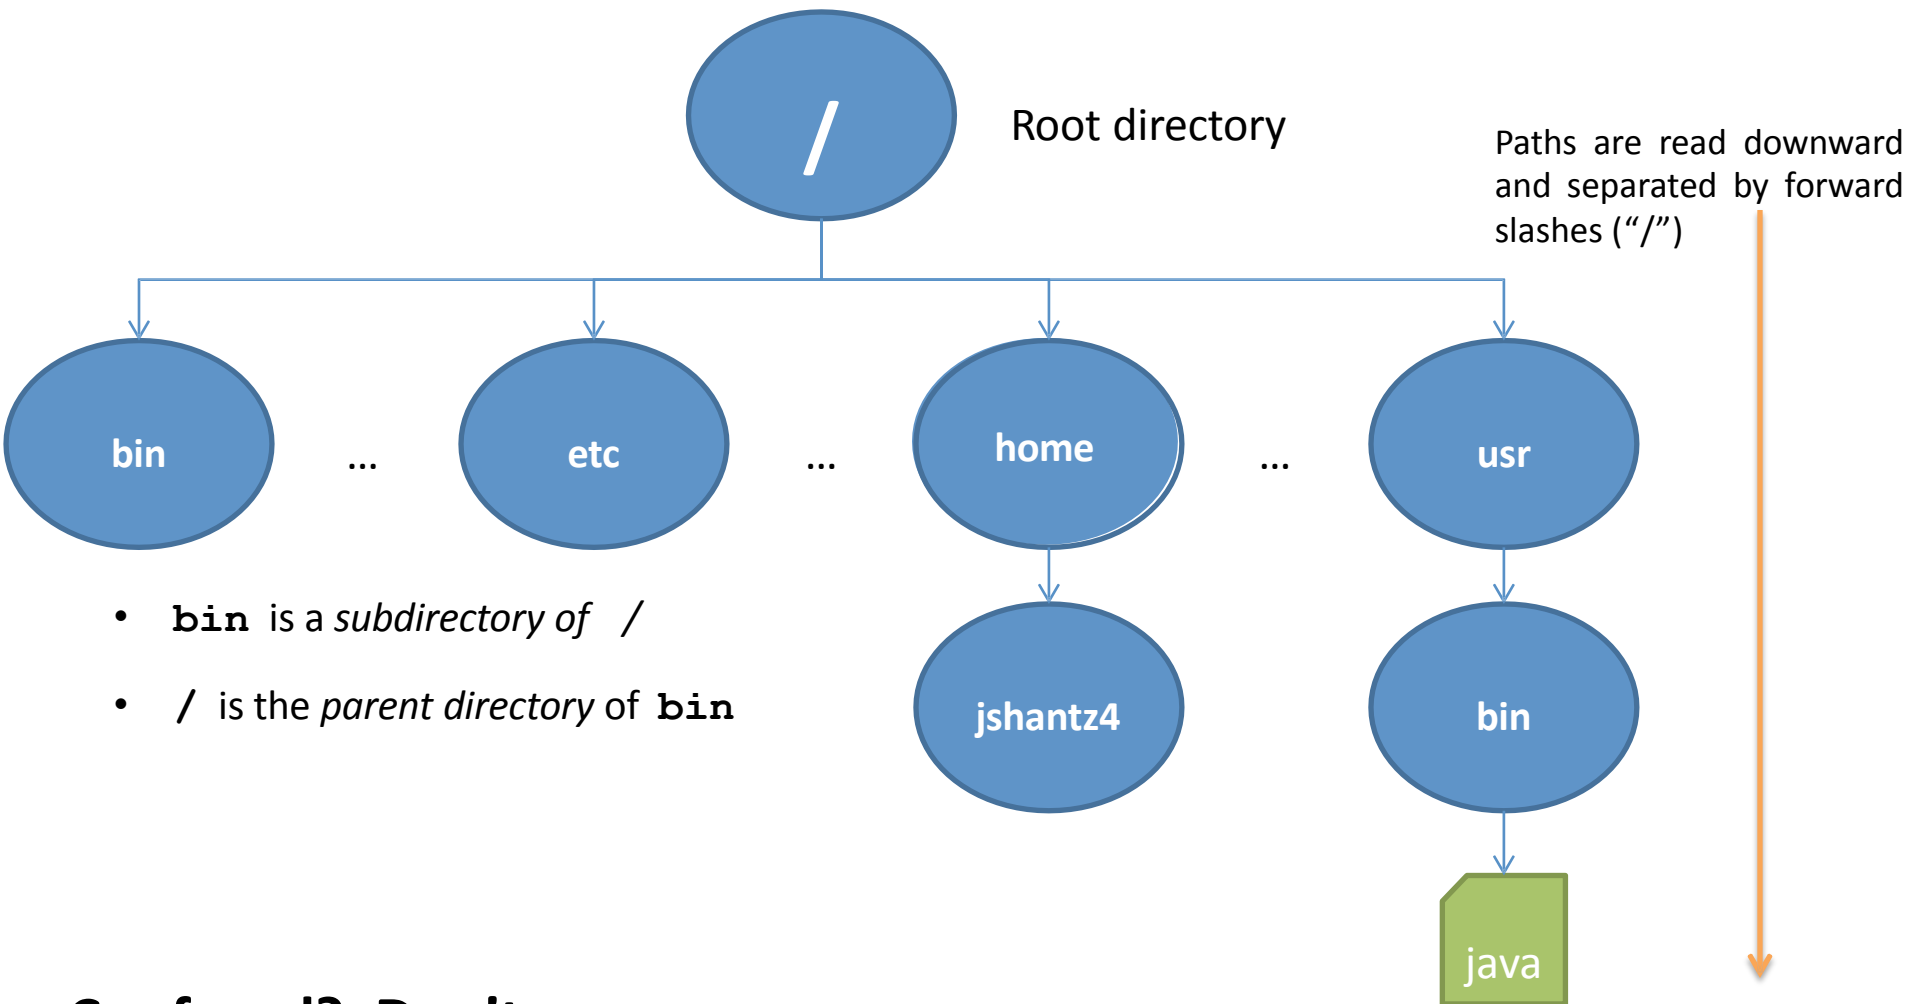 /
Root directory
Paths are read downward
and separated by forward
slashes (“/”)
bin
...
etc
...
home
...
usr
• bin is a subdirectory of /
• / is the parent directory of bin
jshantz4
bin
java